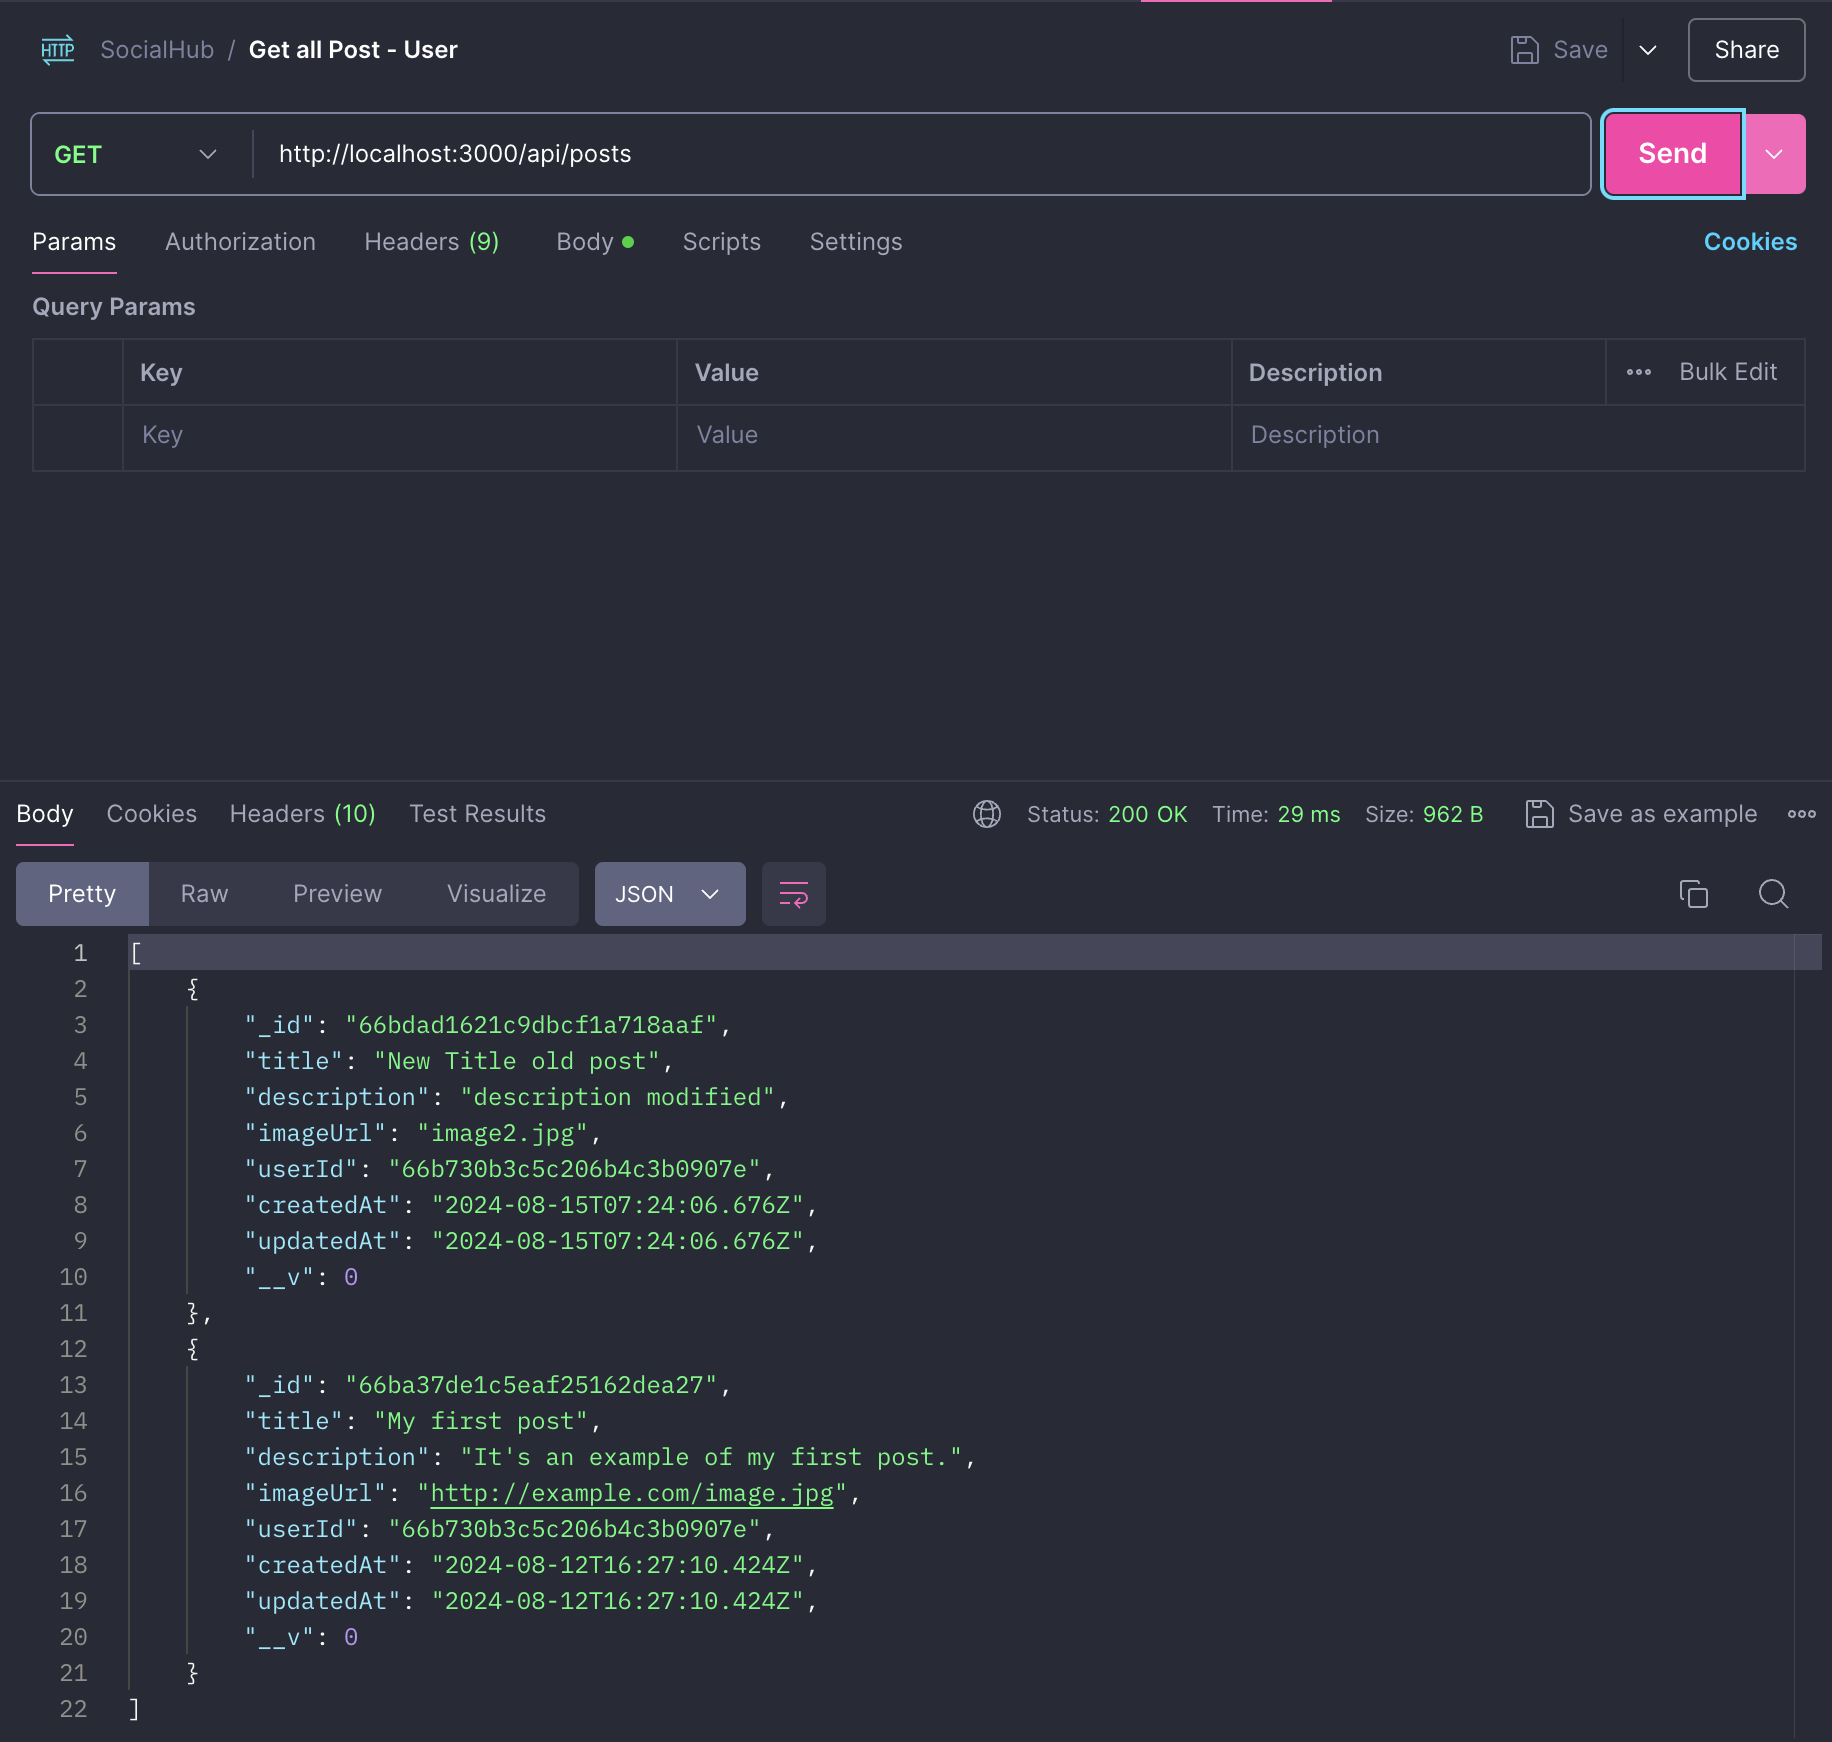 HTTP SocialHub / Get all Post - User Save Share
GET http://localhost:3000/api/posts Send
Params Authorization Headers (9) Body Scripts Settings Cookies
Query Params
Key Value Description Bulk Edit
Key Value Description
Body Cookies Headers (10) Test Results Status: 200 OK Time: 29 ms Size: 962 B Save as example
Pretty Raw Preview Visualize JSON
1 [
2 {
3 "_id": "66bdad1621c9dbcf1a718aaf",
4 "title": "New Title old post",
5 "description": "description modified",
6 "imageUrl": "image2.jpg",
7 "userId": "66b730b3c5c206b4c3b0907e",
8 "createdAt": "2024-08-15T07:24:06.676Z",
9 "updatedAt": "2024-08-15T07:24:06.676Z",
10 "__v": 0
11 },
12 {
13 "_id": "66ba37de1c5eaf25162dea27",
14 "title": "My first post",
15 "description": "It's an example of my first post.",
16 "imageUrl": "http://example.com/image.jpg",
17 "userId": "66b730b3c5c206b4c3b0907e",
18 "createdAt": "2024-08-12T16:27:10.424Z",
19 "updatedAt": "2024-08-12T16:27:10.424Z",
20 "__v": 0
21 }
22 ]